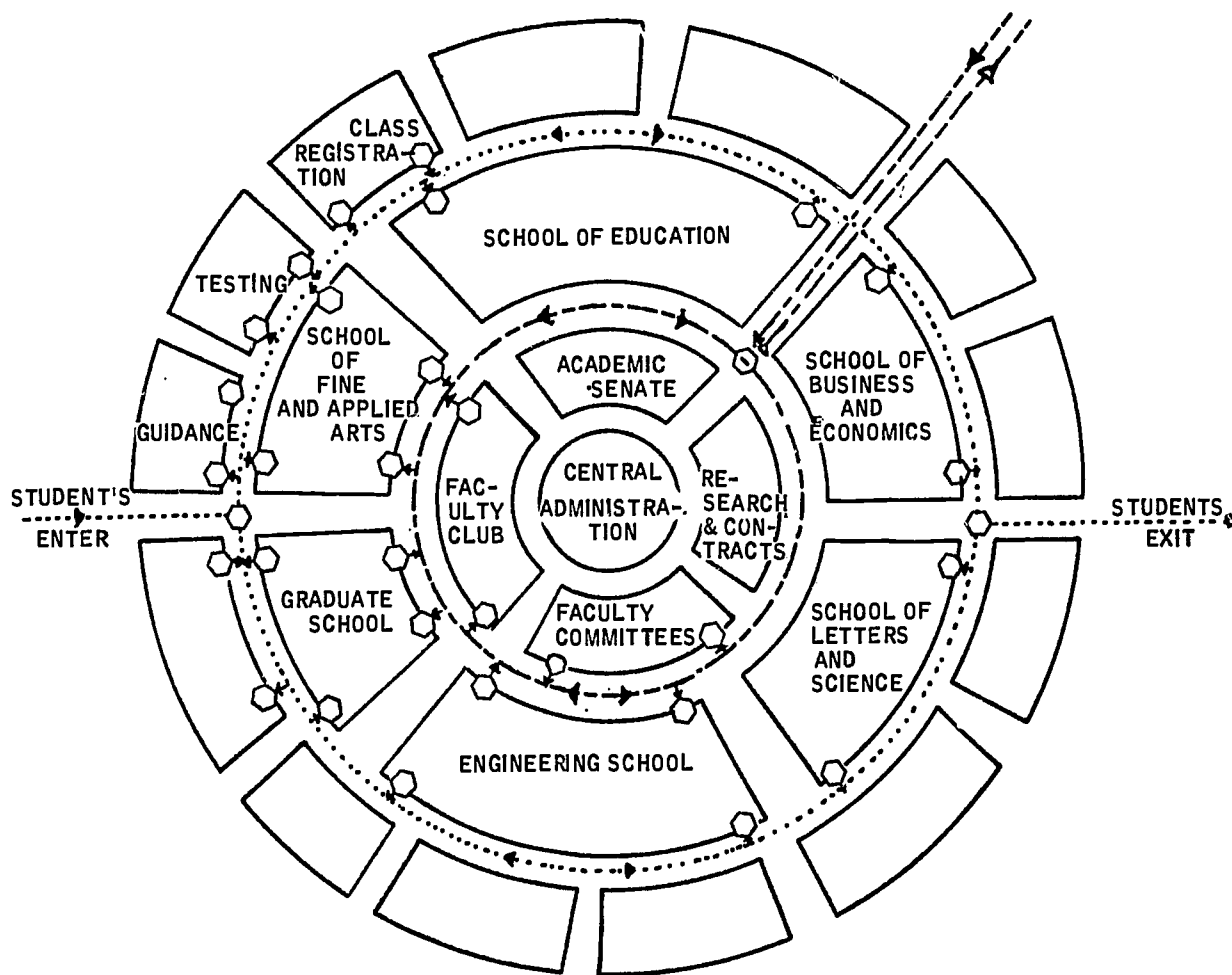 CLASS
REGISTRA-
TION
SCHOOL OF EDUCATION
TESTING
SCHOOL
OF
FINE
AND APPLIED
ARTS
GUIDANCE
ACADEMIC
SENATE
SCHOOL OF
BUSINESS
AND
ECONOMICS
CENTRAL
ADMINISTRA-
TION
FAC-
ULTY
CLUB
RE-
SEARCH
& CON-
TRACTS
STUDENT'S
ENTER
STUDENTS
EXIT
GRADUATE
SCHOOL
FACULTY
COMMITTEES
SCHOOL OF
LETTERS
AND
SCIENCE
ENGINEERING SCHOOL